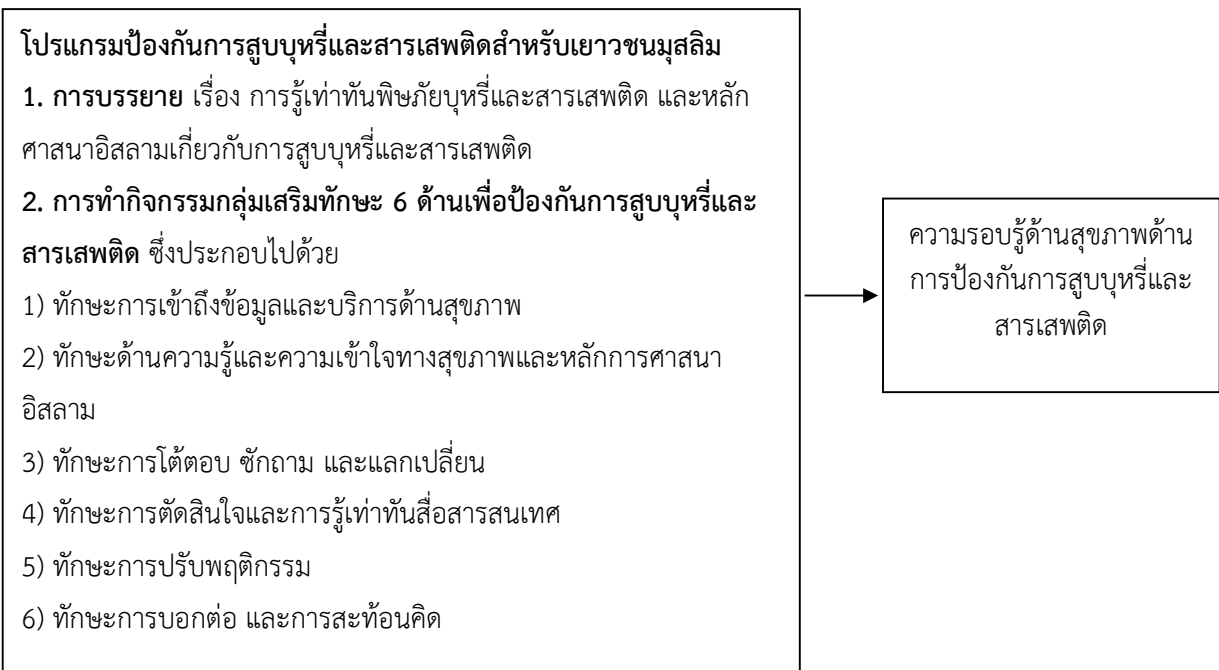 โปรแกรมป้องกันการสูบบุหรี่และสารเสพติดสำหรับเยาวชนมุสลิม
1. การบรรยาย เรื่อง การรู้เท่าทันพิษภัยบุหรี่และสารเสพติด และหลัก
ศาสนาอิสลามเกี่ยวกับการสูบบุหรี่และสารเสพติด
2. การทำกิจกรรมกลุ่มเสริมทักษะ 6 ด้านเพื่อป้องกันการสูบบุหรี่และ
สารเสพติด ซึ่งประกอบไปด้วย
1) ทักษะการเข้าถึงข้อมูลและบริการด้านสุขภาพ
2) ทักษะด้านความรู้และความเข้าใจทางสุขภาพและหลักการศาสนา
อิสลาม
3) ทักษะการโต้ตอบ ซักถาม และแลกเปลี่ยน
4) ทักษะการตัดสินใจและการรู้เท่าทันสื่อสารสนเทศ
5) ทักษะการปรับพฤติกรรม
6) ทักษะการบอกต่อ และการสะท้อนคิด
ความรอบรู้ด้านสุขภาพด้าน
การป้องกันการสูบบุหรี่และ
สารเสพติด